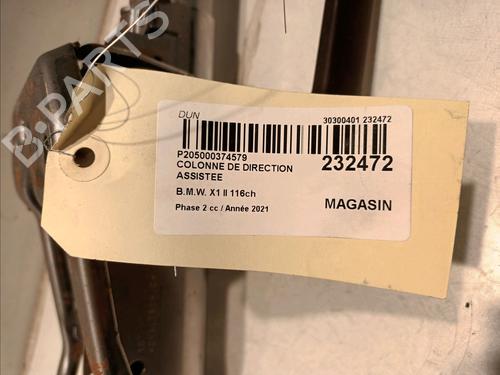 B-PARTS
DUN
30300401 232472
P205000374579
COLONNE DE DIRECTION
ASSISTEE
232472
B.M.W. X1 II 116ch
Phase 2 cc / Année 2021
MAGASIN